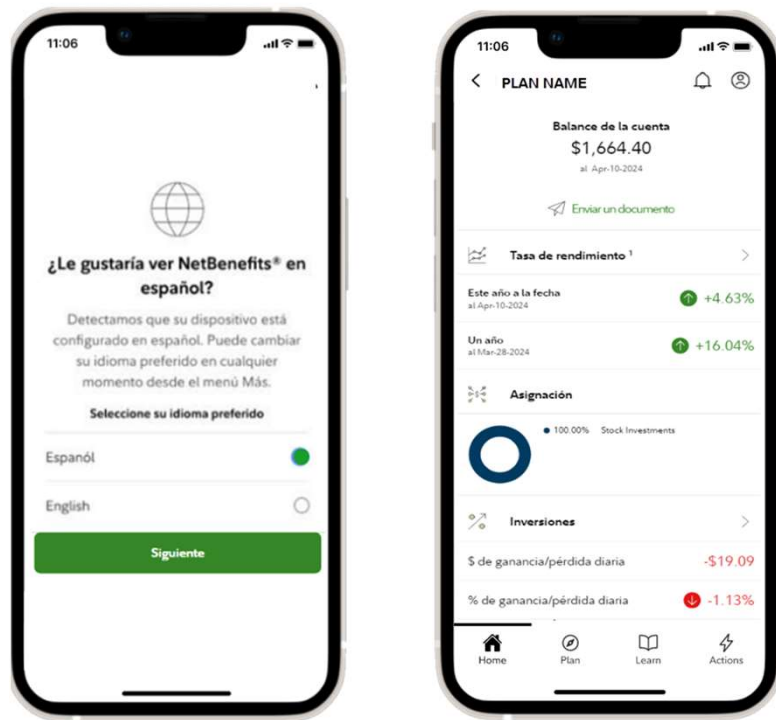 11:06
¿Le gustaría ver NetBenefits® en
español?
Detectamos que su dispositivo está
configurado en español. Puede cambiar
su idioma preferido en cualquier
momento desde el menú Más.
Seleccione su idioma preferido
Espanól
English
Siguiente
11:06
PLAN NAME
Balance de la cuenta
$1,664.40
al Apr-10-2024
Enviar un documento
Tasa de rendimiento 1
Este año a la fecha
+4.63%
al Apr-10-2024
Un año
+16.04%
al Mar-28-2024
Asignación
100.00% Stock Investments
Inversiones
$ de ganancia/pérdida diaria -$19.09
% de ganancia/pérdida diaria -1.13%
Home Plan Learn Actions